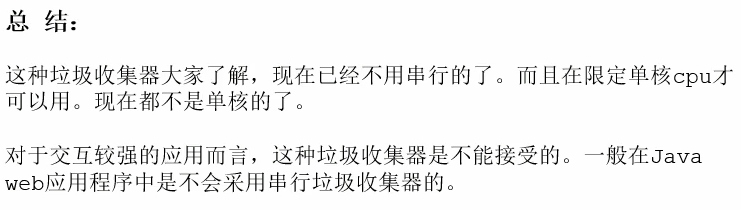 总 结：
这种垃圾收集器大家了解，现在已经不用串行的了。而且在限定单核cpu才
可以用。现在都不是单核的了。
对于交互较强的应用而言，这种垃圾收集器是不能接受的。一般在Java
web应用程序中是不会采用串行垃圾收集器的。